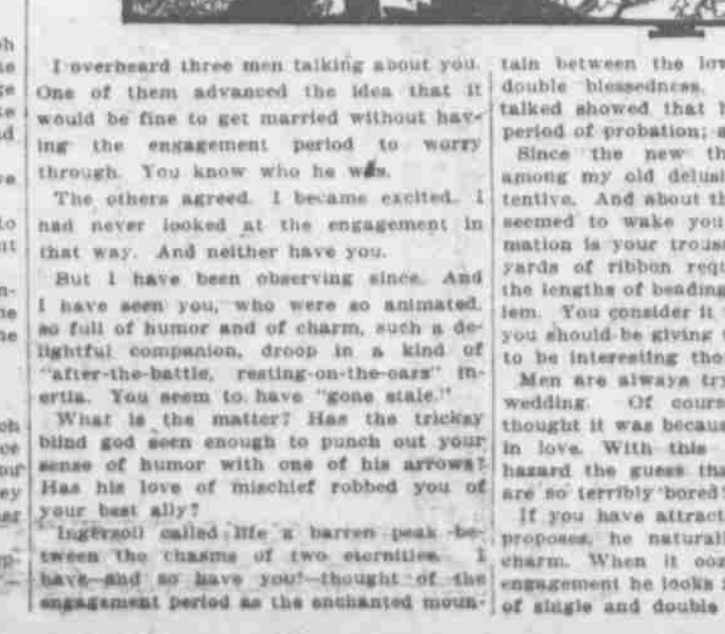 I overheard three men talking about you.
One of them advanced the idea that it
would be fine to get married without hav-
ing the engagement period to worry
through. You know who he was.
The others agreed. I became excited. I
had never looked at the engagement in
that way. And neither have you.
But I have been observing since. And
I have seen you, who were so animated,
so full of humor and of charm, such a de-
lightful companion, droop in a kind of
"after-the-battle, resting-on-the-oars" in-
ertia. You seem to have "gone stale."
What is the matter? Has the tricksy
blind god seen enough to punch out your
sense of humor with one of his arrows?
Has his love of mischief robbed you of
your best ally?
Ingersoll called life a barren peak be-
tween the chasms of two eternities. I
have—and so have you!—thought of the
engagement period as the enchanted moun-
tain between the low
double blessedness.
talked showed that
period of probation; a
Since the new th
among my old delusi
tentive. And about th
seemed to wake you
mation is your trous
yards of ribbon requ
the lengths of beading
lem. You consider it
you should be giving
to be interesting tho
Men are always try
wedding. Of cours
thought it was becaus
in love. With this
hazard the guess tha
are so terribly bored
If you have attract
proposes, he naturall
charm. When it ooz
engagement he looks
of single and double